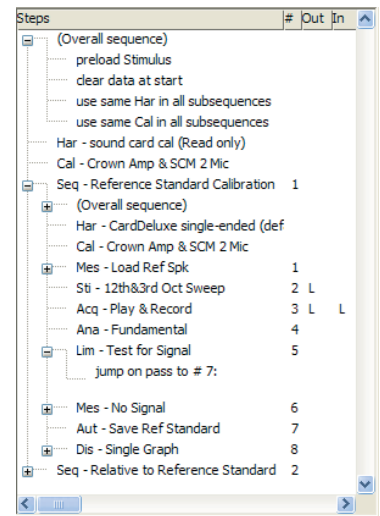 Steps # Out In
(Overall sequence)
preload Stimulus
clear data at start
use same Har in all subsequences
use same Cal in all subsequences
Har - sound card cal (Read only)
Cal - Crown Amp & SCM 2 Mic
Seq - Reference Standard Calibration 1
(Overall sequence)
Har - CardDeluxe single-ended (def
Cal - Crown Amp & SCM 2 Mic
Mes - Load Ref Spk 1
Sti - 12th&3rd Oct Sweep 2 L
Acq - Play & Record 3 L L
Ana - Fundamental 4
Lim - Test for Signal 5
jump on pass to # 7:
Mes - No Signal 6
Aut - Save Ref Standard 7
Dis - Single Graph 8
Seq - Relative to Reference Standard 2